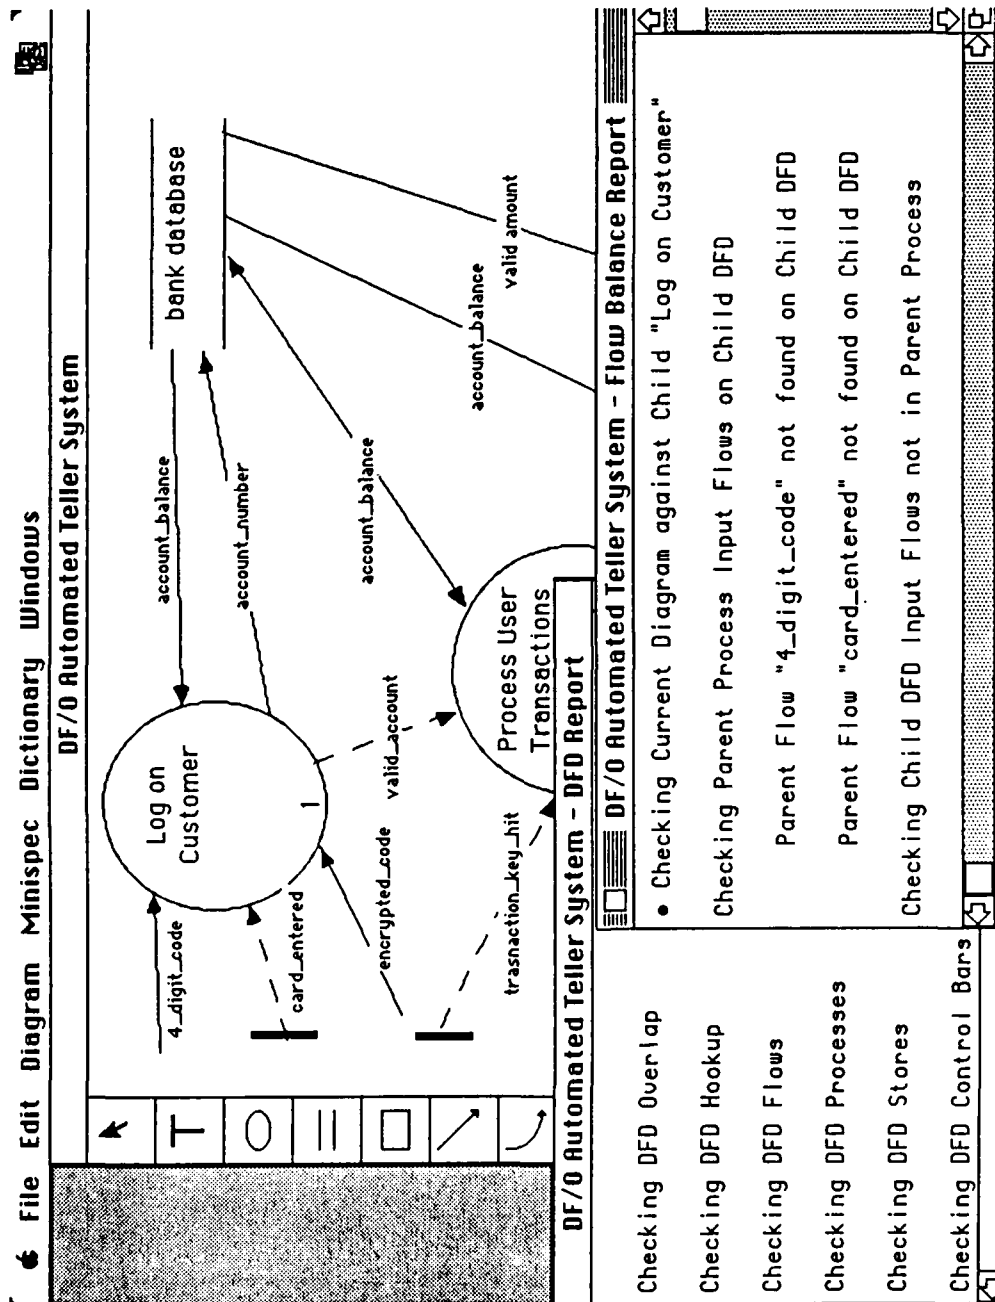 File Edit Diagram Minispec Dictionary Windows
DF/O Automated Teller System
4_digit_code
Log on
Customer
1
account_balance
bank database
account_number
card_entered
encrypted_code
valid_account
account_balance
account_balance
valid amount
trasnaction_key_hit
Process User
Transactions
DF/O Automated Teller System - DFD Report
Checking DFD Overlap
Checking DFD Hookup
Checking DFD Flows
Checking DFD Processes
Checking DFD Stores
Checking DFD Control Bars
DF/O Automated Teller System - Flow Balance Report
• Checking Current Diagram against Child "Log on Customer"
Checking Parent Process Input Flows on Child DFD
Parent Flow "4_digit_code" not found on Child DFD
Parent Flow "card_entered" not found on Child DFD
Checking Child DFD Input Flows not in Parent Process